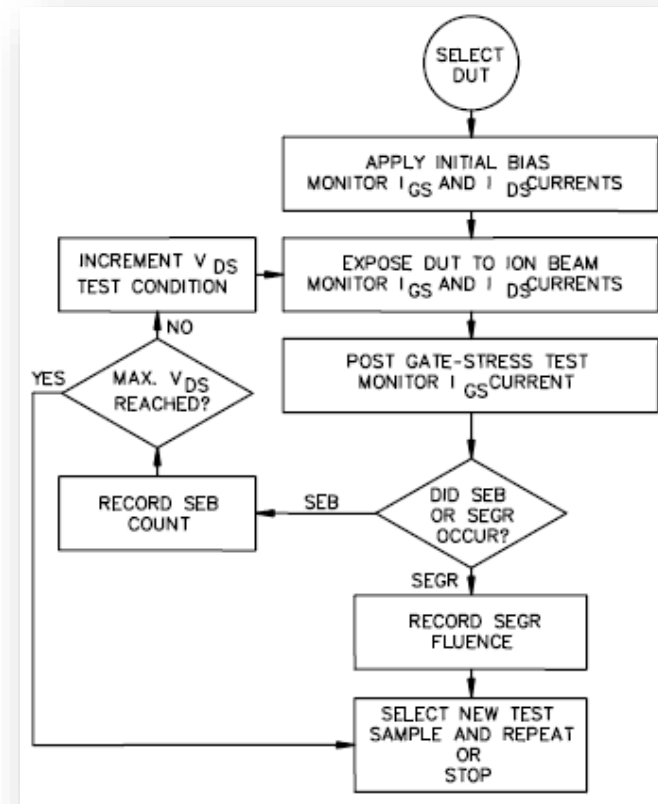 SELECT
DUT
APPLY INITIAL BIAS
MONITOR I GS AND I DS CURRENTS
INCREMENT V DS
TEST CONDITION
EXPOSE DUT TO ION BEAM
MONITOR I GS AND I DS CURRENTS
NO
YES
MAX. V DS
REACHED?
POST GATE-STRESS TEST
MONITOR I GS CURRENT
RECORD SEB
COUNT
SEB
DID SEB
OR SEGR
OCCUR?
SEGR
RECORD SEGR
FLUENCE
SELECT NEW TEST
SAMPLE AND REPEAT
OR
STOP